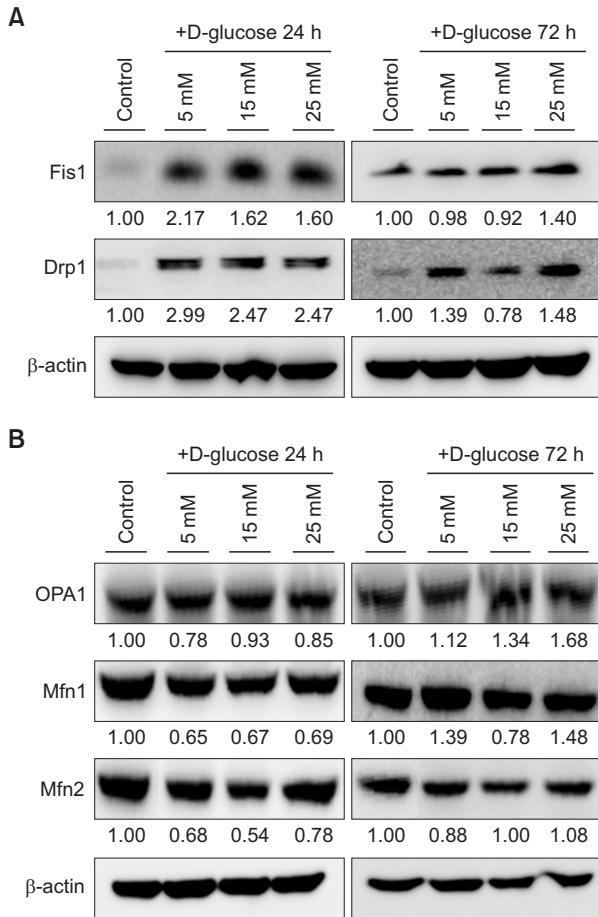 A
+D-glucose 24 h +D-glucose 72 h
Control 5 mM 15 mM 25 mM Control 5 mM 15 mM 25 mM
Fis1
1.00 2.17 1.62 1.60 1.00 0.98 0.92 1.40
Drp1
1.00 2.99 2.47 2.47 1.00 1.39 0.78 1.48
β-actin
B
+D-glucose 24 h +D-glucose 72 h
Control 5 mM 15 mM 25 mM Control 5 mM 15 mM 25 mM
OPA1
1.00 0.78 0.93 0.85 1.00 1.12 1.34 1.68
Mfn1
1.00 0.65 0.67 0.69 1.00 1.39 0.78 1.48
Mfn2
1.00 0.68 0.54 0.78 1.00 0.88 1.00 1.08
β-actin